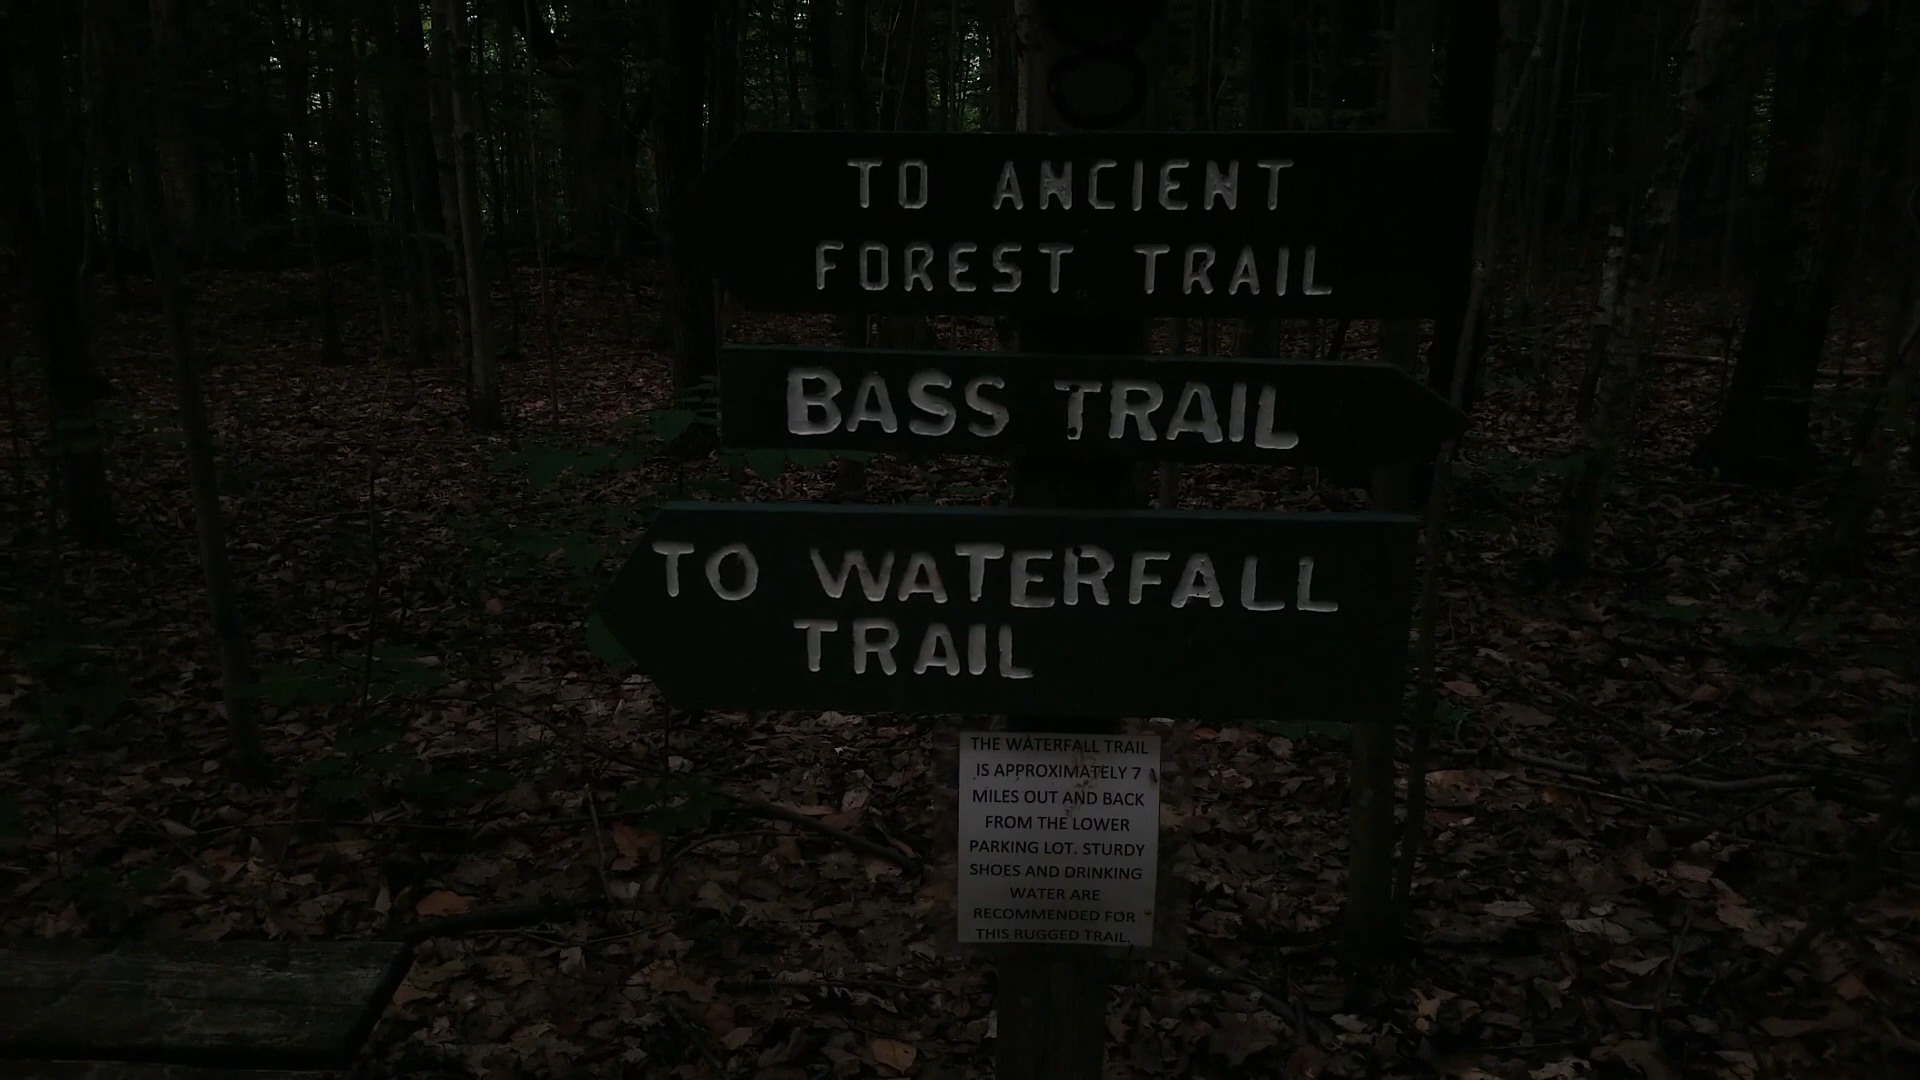 TO ANCIENT
FOREST TRAIL
BASS TRAIL
TO WATERFALL
TRAIL
THE WATERFALL TRAIL
IS APPROXIMATELY 7
MILES OUT AND BACK
FROM THE LOWER
PARKING LOT. STURDY
SHOES AND DRINKING
WATER ARE
RECOMMENDED FOR
THIS RUGGED TRAIL.